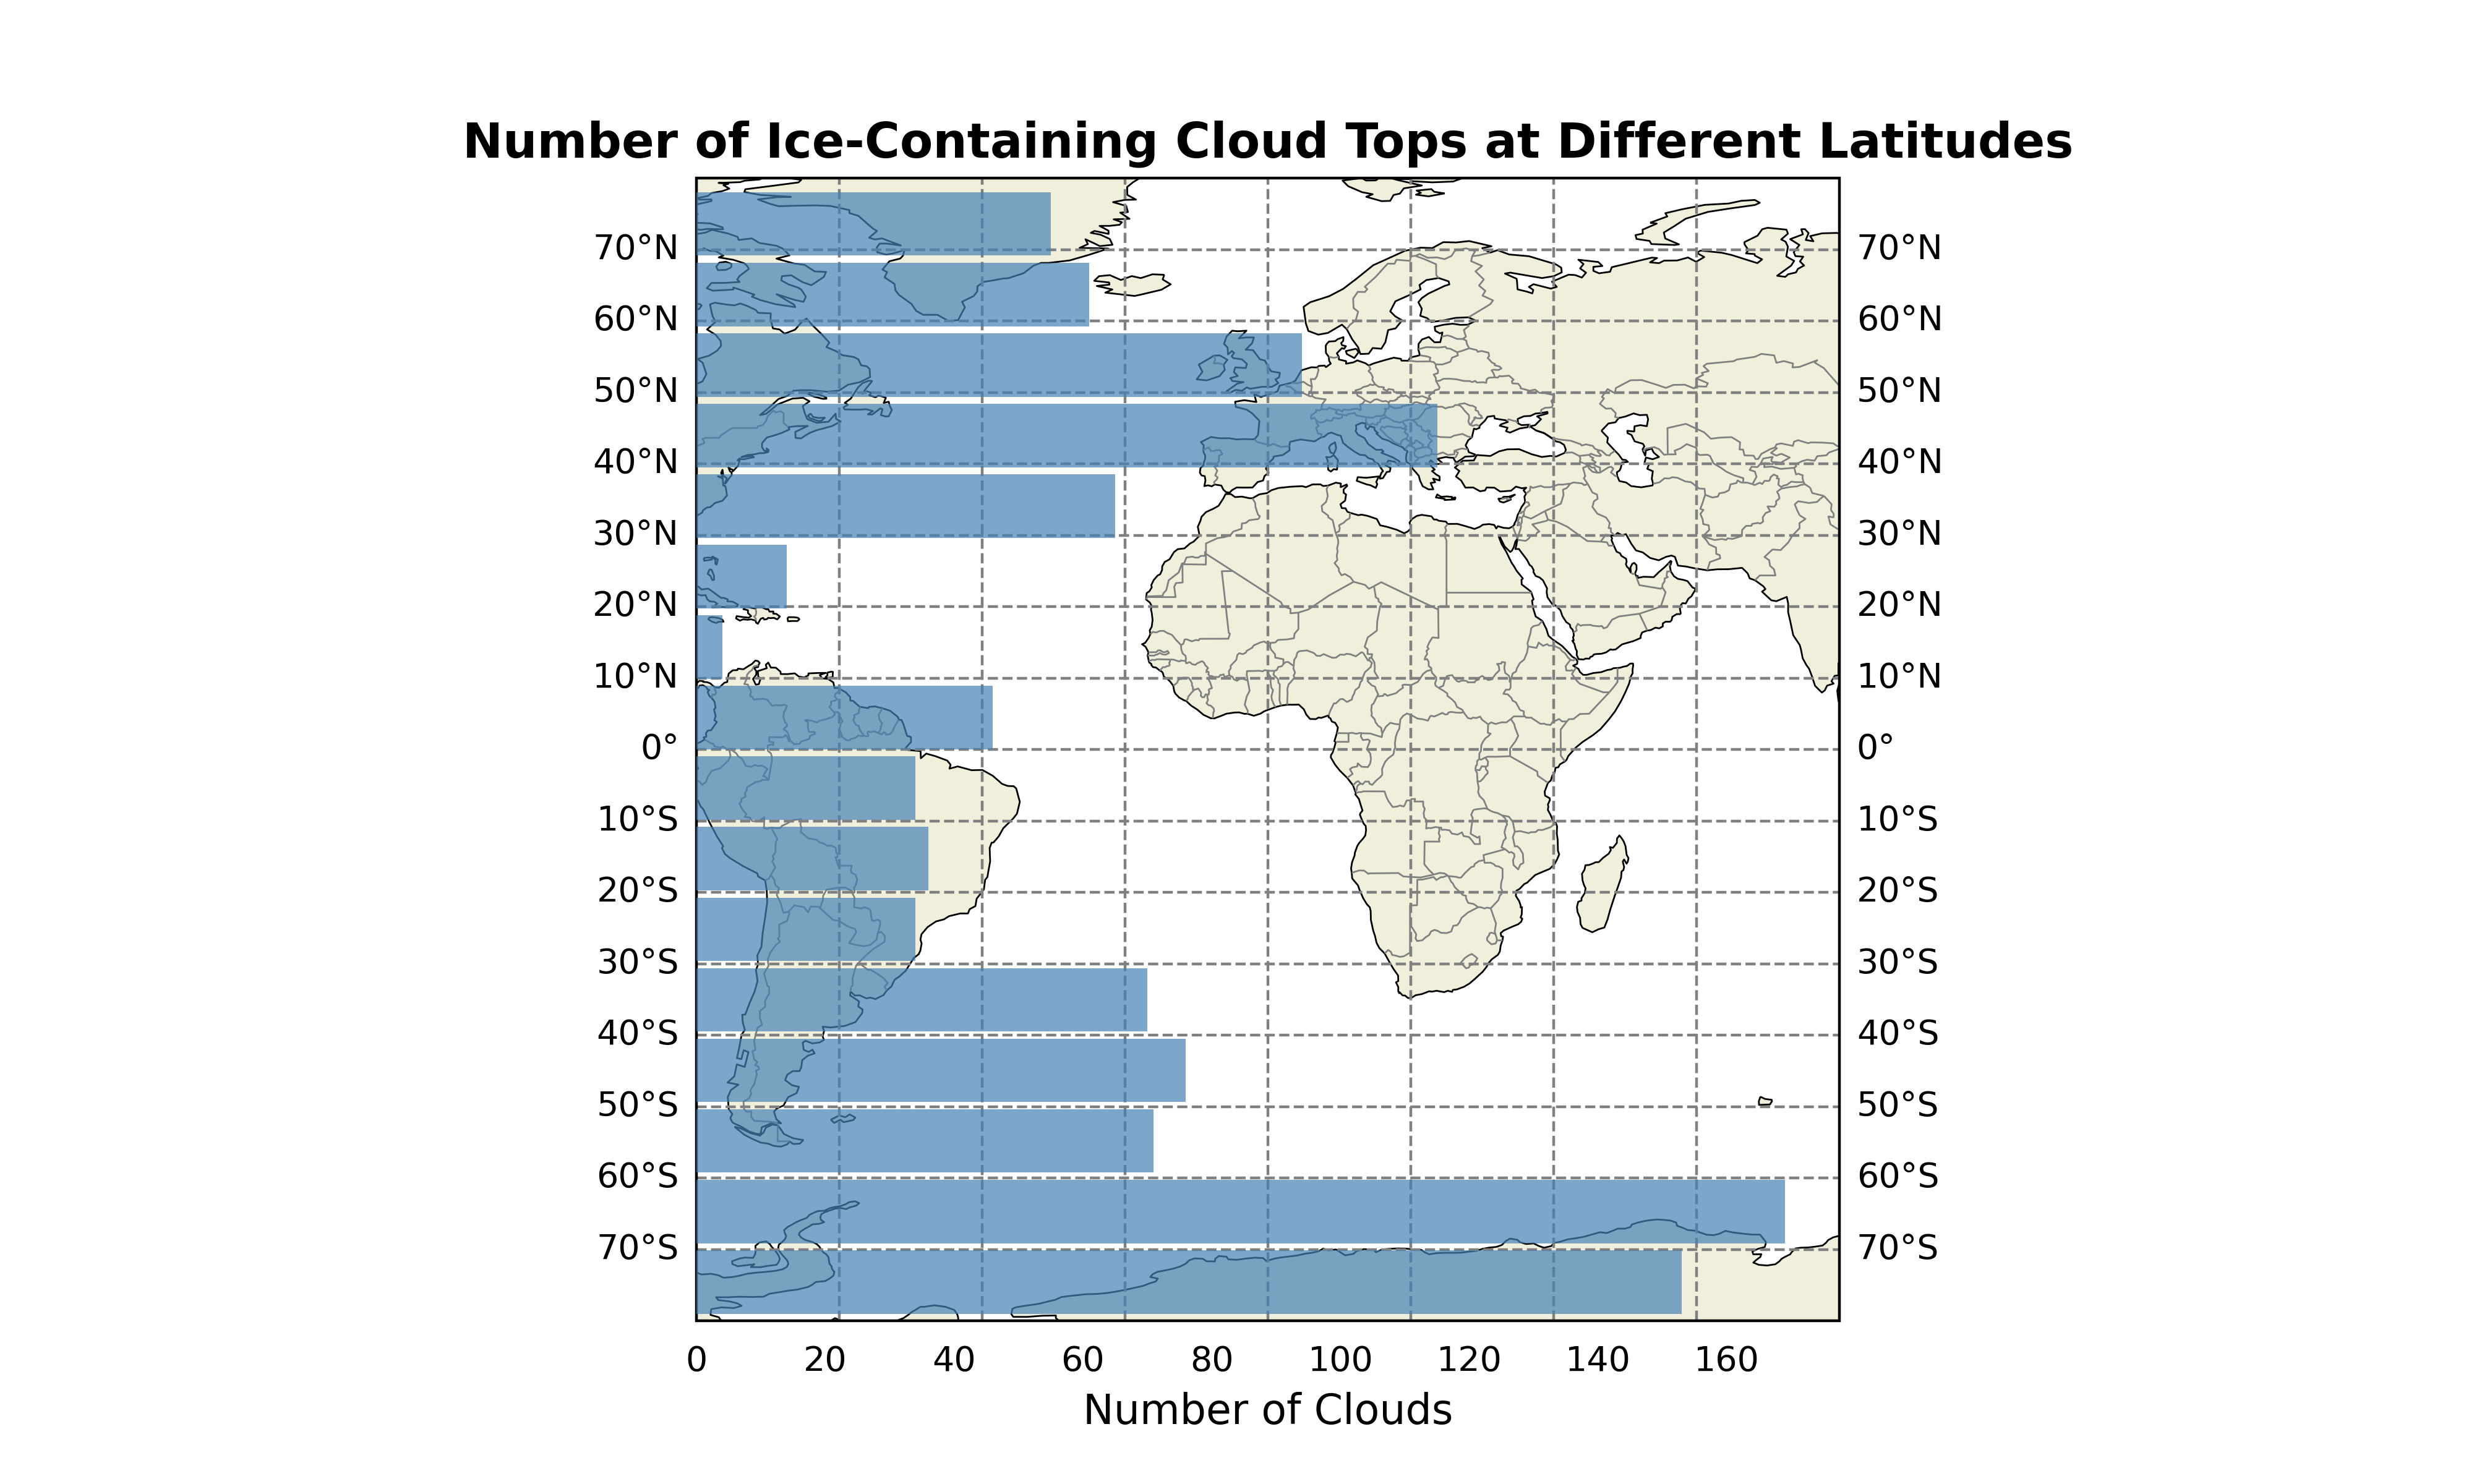 Number of Ice-Containing Cloud Tops at Different Latitudes
70°N 70°N
60°N 60°N
50°N 50°N
40°N 40°N
30°N 30°N
20°N 20°N
10°N 10°N
0° 0°
10°S 10°S
20°S 20°S
30°S 30°S
40°S 40°S
50°S 50°S
60°S 60°S
70°S 70°S
0 20 40 60 80 100 120 140 160
Number of Clouds